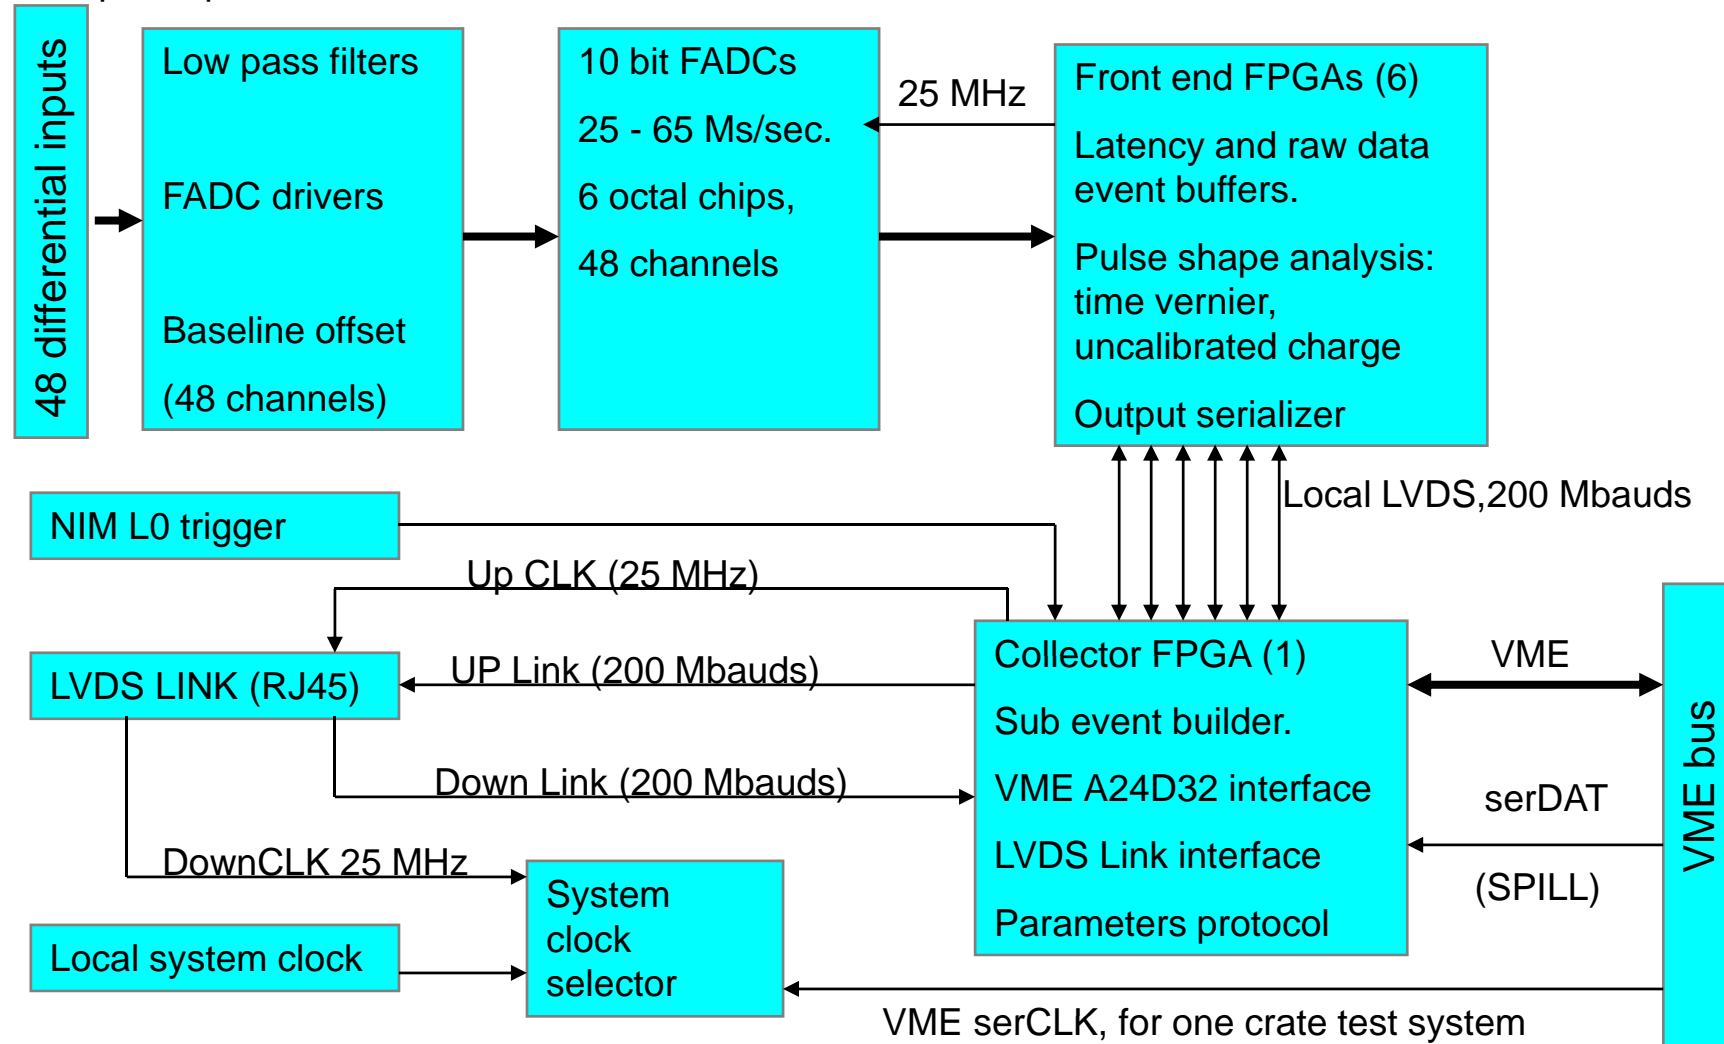 48 differential inputs
Low pass filters
FADC drivers
Baseline offset
(48 channels)
10 bit FADCs
25 - 65 Ms/sec.
6 octal chips,
48 channels
25 MHz
Front end FPGAs (6)
Latency and raw data
event buffers.
Pulse shape analysis:
time vernier,
uncalibrated charge
Output serializer
Local LVDS,200 Mbauds
NIM L0 trigger
Up CLK (25 MHz)
LVDS LINK (RJ45)
UP Link (200 Mbauds)
Down Link (200 Mbauds)
DownCLK 25 MHz
Local system clock
System
clock
selector
Collector FPGA (1)
Sub event builder.
VME A24D32 interface
LVDS Link interface
Parameters protocol
VME
serDAT
(SPILL)
VME bus
VME serCLK, for one crate test system